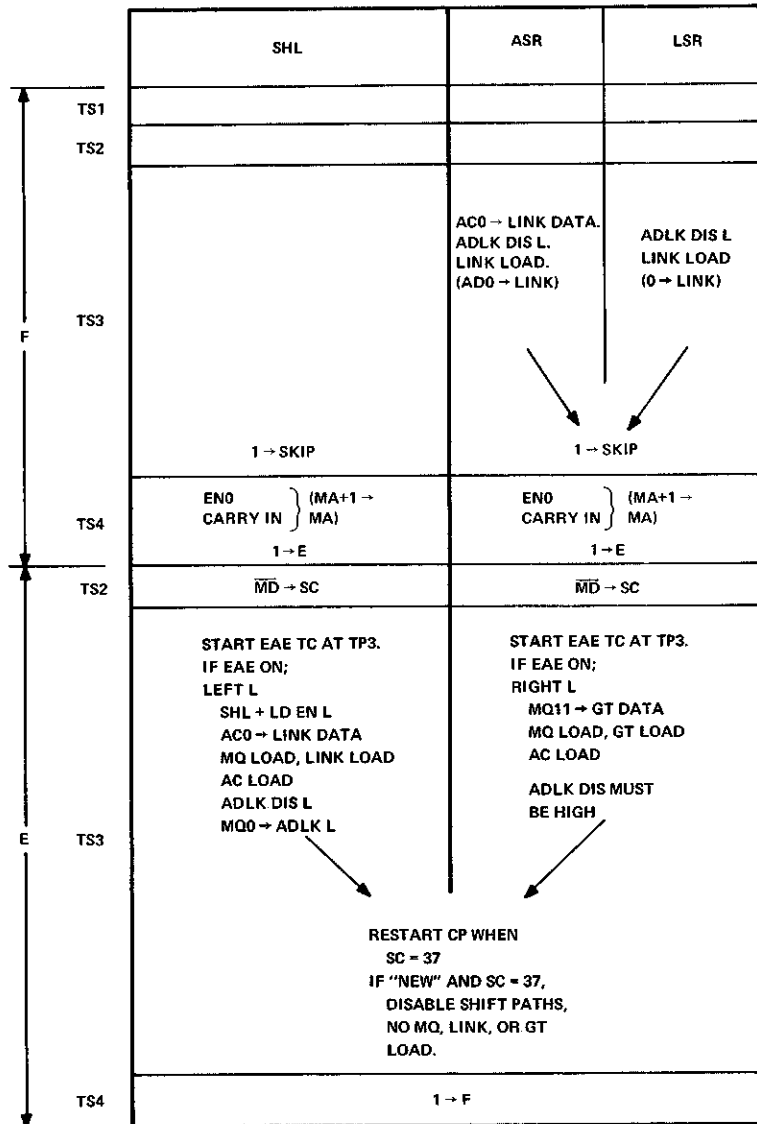 SHL
ASR
LSR
TS1
TS2
F
TS3
AC0 → LINK DATA.
ADLK DIS L.
LINK LOAD.
(AD0 → LINK)
ADLK DIS L
LINK LOAD
(0 → LINK)
1 → SKIP
1 → SKIP
TS4
EN0
CARRY IN } (MA+1 →
MA)
1 → E
EN0
CARRY IN } (MA+1 →
MA)
1 → E
TS2
M̅D̅ → SC
M̅D̅ → SC
E
TS3
START EAE TC AT TP3.
IF EAE ON;
LEFT L
SHL + LD EN L
AC0 → LINK DATA
MQ LOAD, LINK LOAD
AC LOAD
ADLK DIS L
MQ0 → ADLK L
START EAE TC AT TP3.
IF EAE ON;
RIGHT L
MQ11 → GT DATA
MQ LOAD, GT LOAD
AC LOAD
ADLK DIS MUST
BE HIGH
RESTART CP WHEN
SC = 37
IF "NEW" AND SC = 37,
DISABLE SHIFT PATHS,
NO MQ, LINK, OR GT
LOAD.
TS4
1 → F